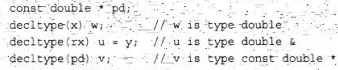 const double * pd;
decltype(x) w;      // w is type double
decltype(rx) u = y;  // u is type double &
decltype(pd) v;     // v is type const double *